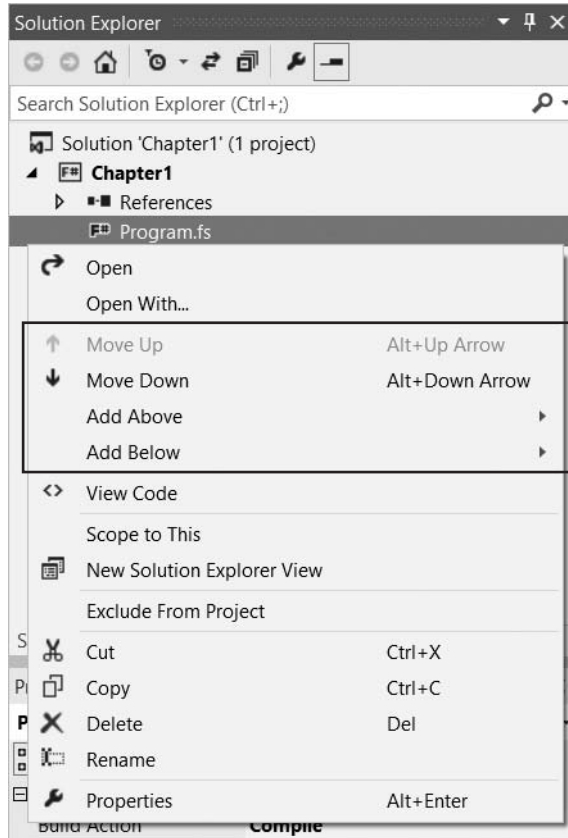 Solution Explorer
Search Solution Explorer (Ctrl+;)
Solution 'Chapter1' (1 project)
F# Chapter1
References
F# Program.fs
Open
Open With...
Move Up Alt+Up Arrow
Move Down Alt+Down Arrow
Add Above
Add Below
View Code
Scope to This
New Solution Explorer View
Exclude From Project
Cut Ctrl+X
Copy Ctrl+C
Delete Del
Rename
Properties Alt+Enter
Build Action Compile